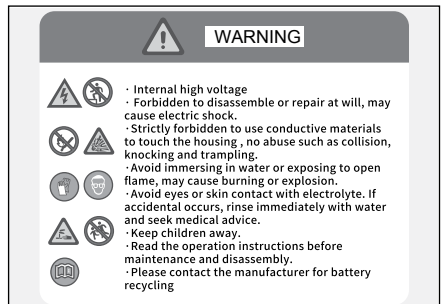 WARNING
· Internal high voltage
· Forbidden to disassemble or repair at will, may
cause electric shock.
·Strictly forbidden to use conductive materials
to touch the housing , no abuse such as collision,
knocking and trampling.
·Avoid immersing in water or exposing to open
flame, may cause burning or explosion.
·Avoid eyes or skin contact with electrolyte. If
accidental occurs, rinse immediately with water
and seek medical advice.
·Keep children away.
·Read the operation instructions before
maintenance and disassembly.
·Please contact the manufacturer for battery
recycling